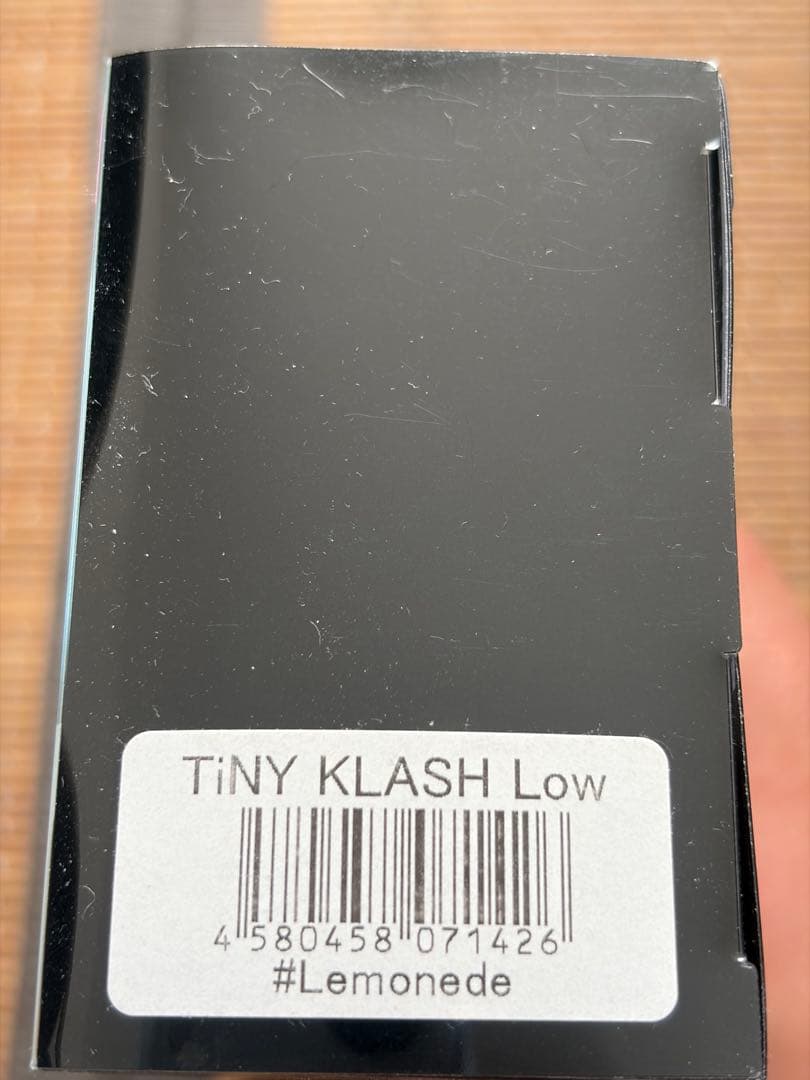 TiNY KLASH Low
4 580458 071426
#Lemonede